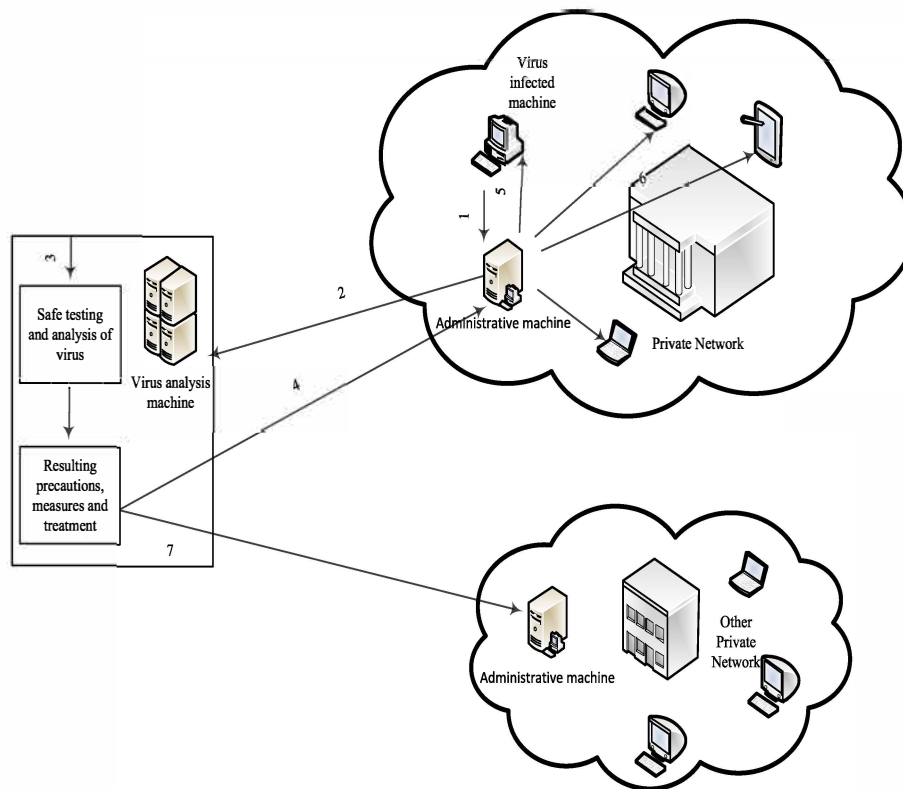 Virus
infected
machine
6
5
1
3
2
Administrative machine
Safe testing
and analysis of
virus
Private Network
Virus analysis
machine
4
Resulting
precautions,
measures and
treatment
7
Other
Private
Network
Administrative machine